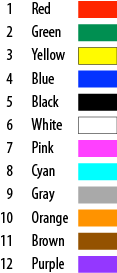 1 Red
2 Green
3 Yellow
4 Blue
5 Black
6 White
7 Pink
8 Cyan
9 Gray
10 Orange
11 Brown
12 Purple